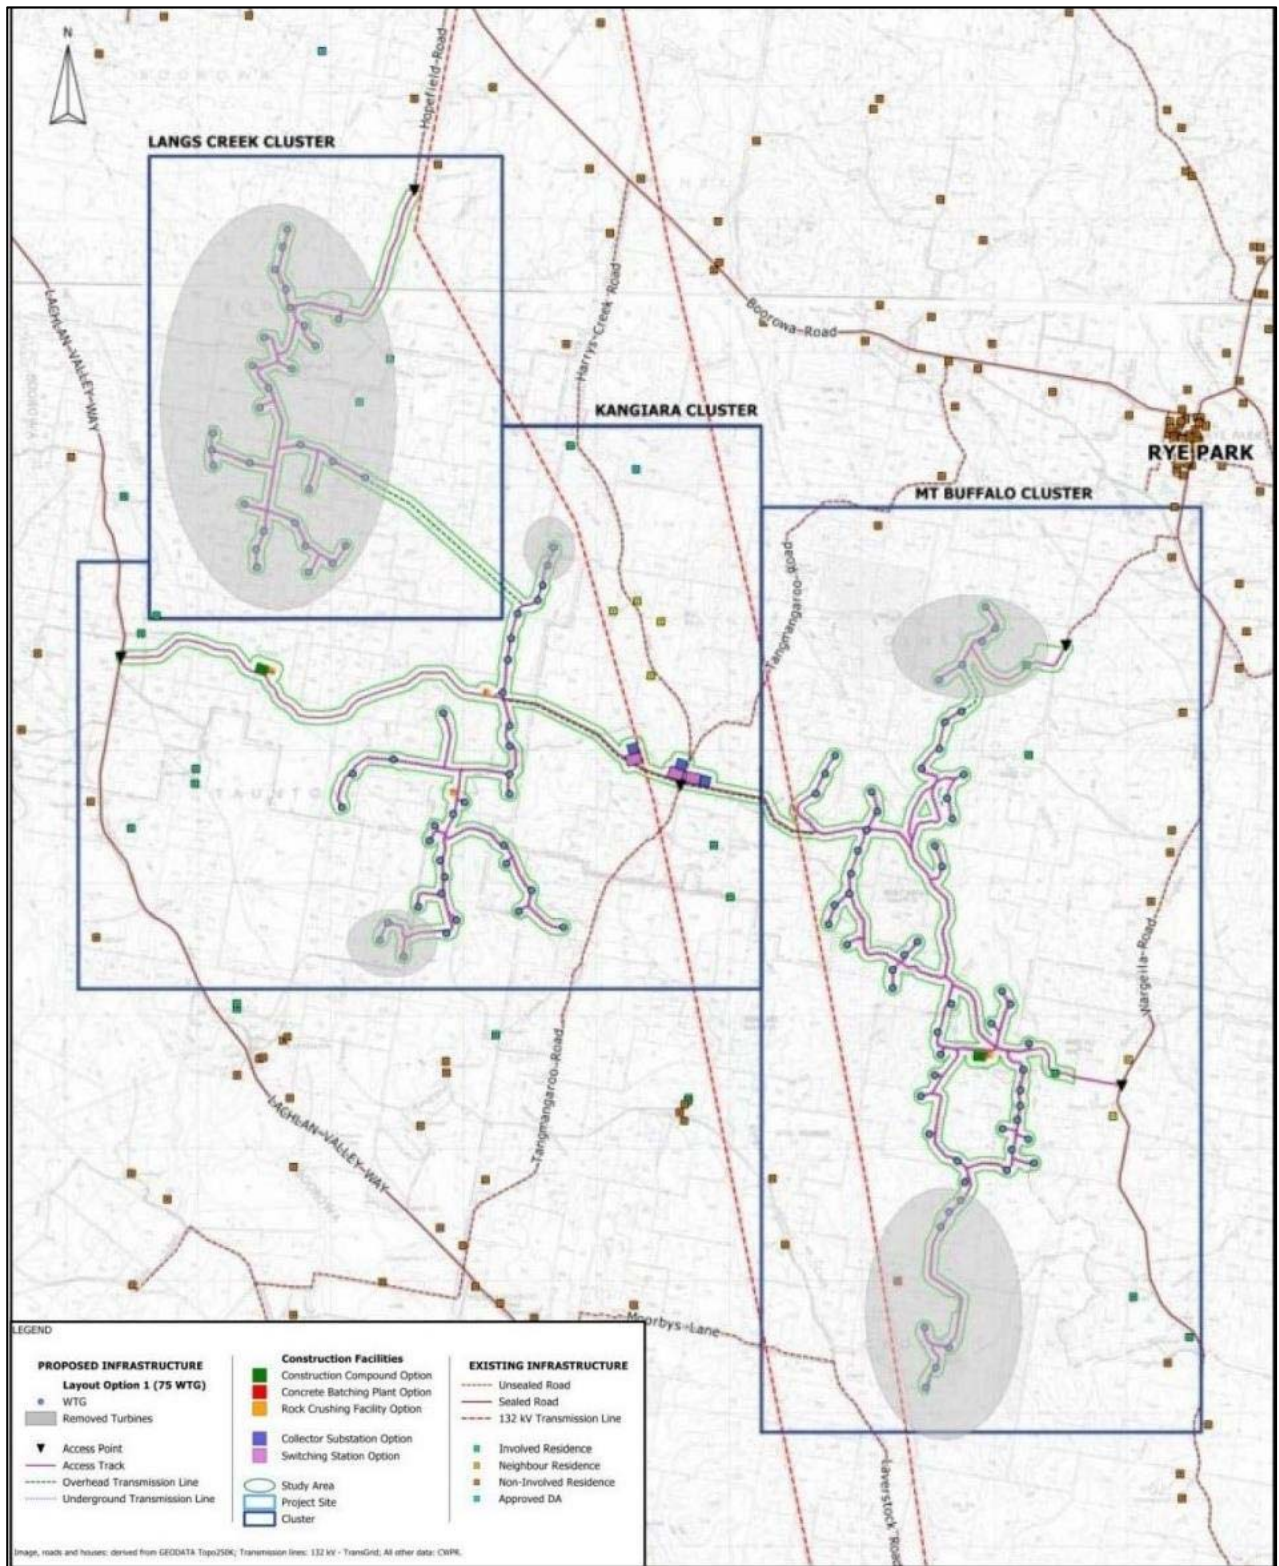 N
Hopefield Road
LANGS CREEK CLUSTER
LACHLAN VALLEY WAY
Harrys Creek Road
Boorowa Road
KANGIARA CLUSTER
RYE PARK
MT BUFFALO CLUSTER
Tangmangaroo Road
Nargeila Road
Tangmangaroo Road
LACHLAN VALLEY WAY
BOOROWA
Moorbys Lane
Laverstock Road
LEGEND
PROPOSED INFRASTRUCTURE
Layout Option 1 (75 WTG)
WTG
Removed Turbines
Access Point
Access Track
Overhead Transmission Line
Underground Transmission Line
Construction Facilities
Construction Compound Option
Concrete Batching Plant Option
Rock Crushing Facility Option
Collector Substation Option
Switching Station Option
Study Area
Project Site
Cluster
EXISTING INFRASTRUCTURE
Unsealed Road
Sealed Road
132 kV Transmission Line
Involved Residence
Neighbour Residence
Non-Involved Residence
Approved DA
Image, roads and houses: derived from GEODATA Topo250K; Transmission lines: 132 kV - TransGrid; All other data: CWPR.